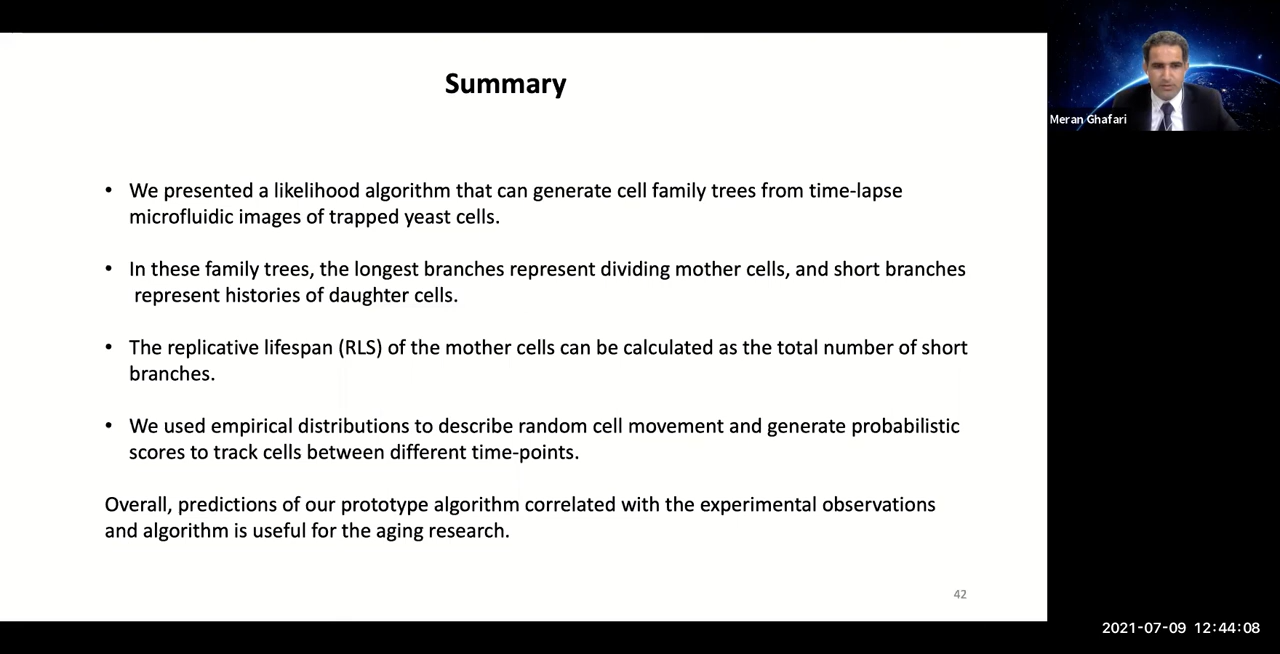 Summary
• We presented a likelihood algorithm that can generate cell family trees from time-lapse
microfluidic images of trapped yeast cells.
• In these family trees, the longest branches represent dividing mother cells, and short branches
represent histories of daughter cells.
• The replicative lifespan (RLS) of the mother cells can be calculated as the total number of short
branches.
• We used empirical distributions to describe random cell movement and generate probabilistic
scores to track cells between different time-points.
Overall, predictions of our prototype algorithm correlated with the experimental observations
and algorithm is useful for the aging research.
42
Meran Ghafari
2021-07-09 12:44:08